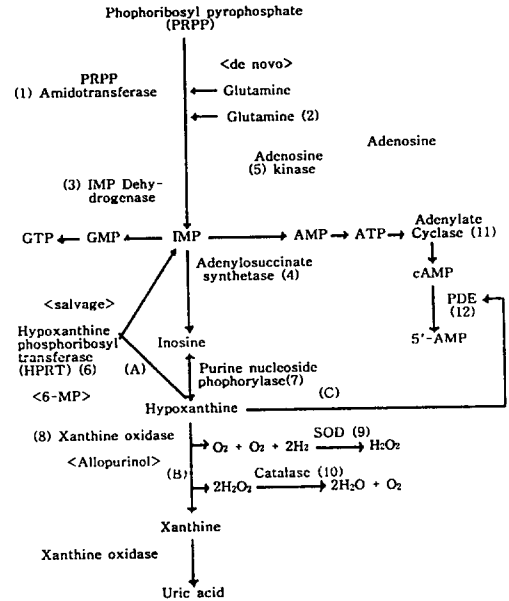 Phophoribosyl pyrophosphate
(PRPP)
<de novo>
PRPP
(1) Amidotransferase
Glutamine
Glutamine (2)
Adenosine
Adenosine
(5) kinase
(3) IMP Dehy-
drogenase
GTP GMP IMP AMP ATP Adenylate
Cyclase (11)
Adenylosuccinate
synthetase (4)
cAMP
<salvage>
PDE
(12)
Hypoxanthine
phosphoribosyl
transferase
(HPRT) (6) (A)
Inosine
5'-AMP
Purine nucleoside
phophorylase(7)
<6-MP>
(C)
Hypoxanthine
(8) Xanthine oxidase
SOD (9)
O2 + O2 + 2H2 H2O2
<Allopurinol>
(B)
Catalase (10)
2H2O2 2H2O + O2
Xanthine
Xanthine oxidase
Uric acid